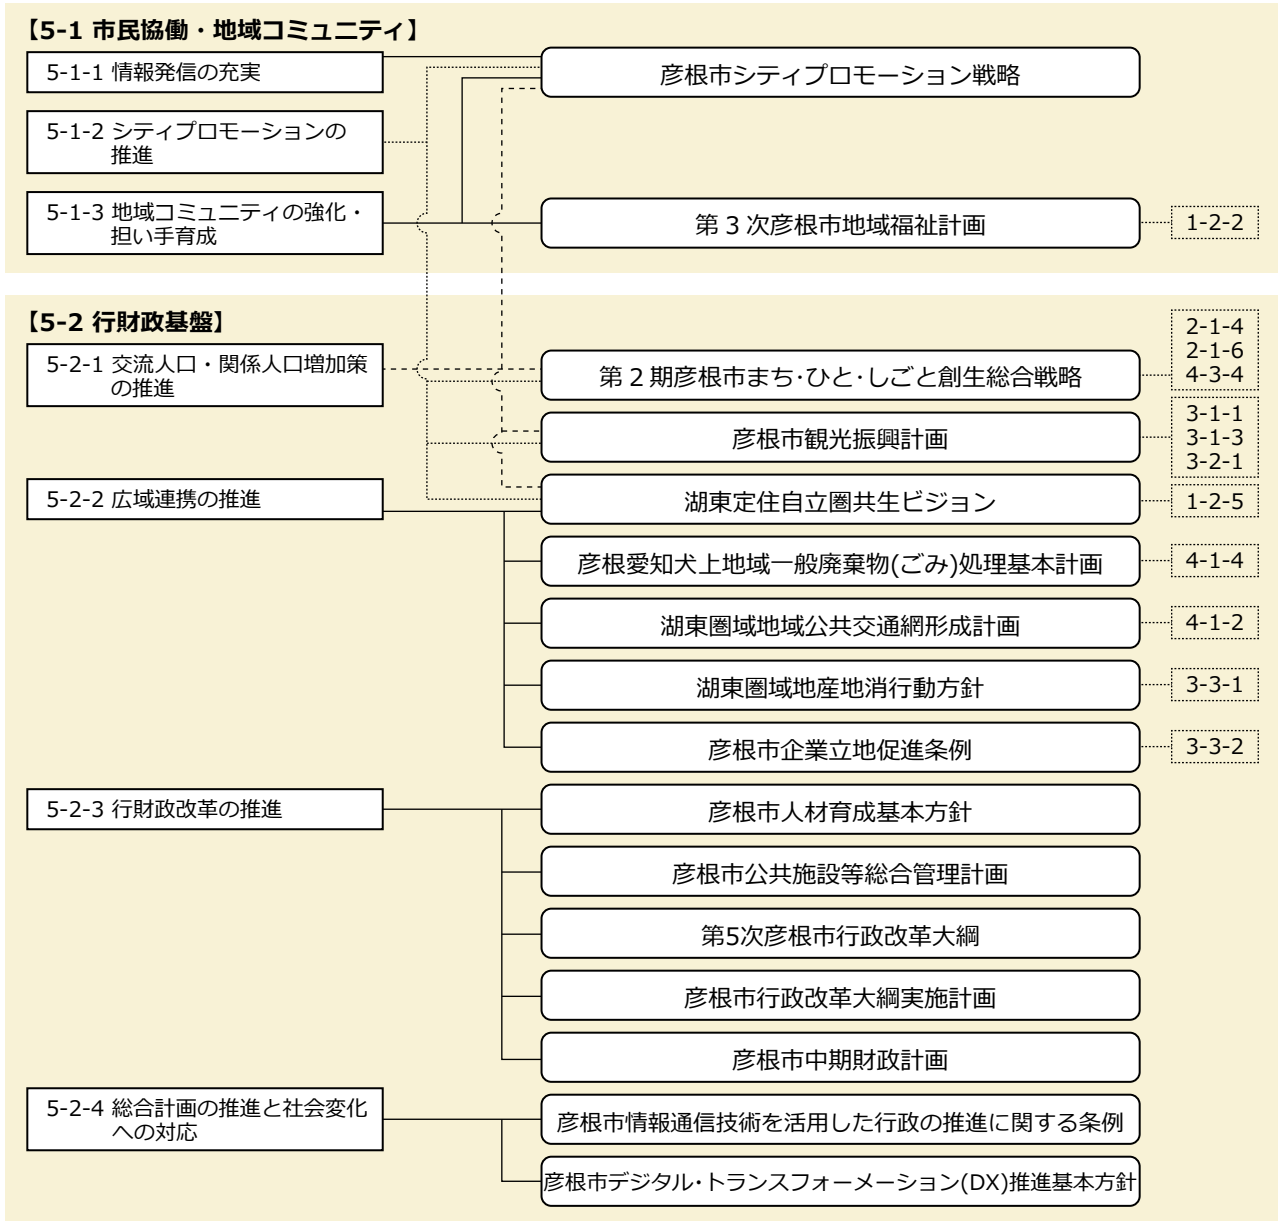 【5-1 市民協働・地域コミュニティ】
5-1-1 情報発信の充実
彦根市シティプロモーション戦略
5-1-2 シティプロモーションの
推進
5-1-3 地域コミュニティの強化・
担い手育成
第３次彦根市地域福祉計画
1-2-2
【5-2 行財政基盤】
5-2-1 交流人口・関係人口増加策
の推進
第２期彦根市まち･ひと･しごと創生総合戦略
2-1-4
2-1-6
4-3-4
彦根市観光振興計画
3-1-1
3-1-3
3-2-1
5-2-2 広域連携の推進
湖東定住自立圏共生ビジョン
1-2-5
彦根愛知犬上地域一般廃棄物(ごみ)処理基本計画
4-1-4
湖東圏域地域公共交通網形成計画
4-1-2
湖東圏域地産地消行動方針
3-3-1
彦根市企業立地促進条例
3-3-2
5-2-3 行財政改革の推進
彦根市人材育成基本方針
彦根市公共施設等総合管理計画
第5次彦根市行政改革大綱
彦根市行政改革大綱実施計画
彦根市中期財政計画
5-2-4 総合計画の推進と社会変化
への対応
彦根市情報通信技術を活用した行政の推進に関する条例
彦根市デジタル･トランスフォーメーション(DX)推進基本方針